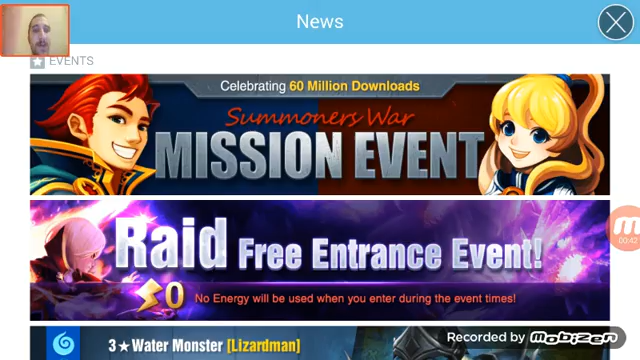 News
EVENTS
Celebrating 60 Million Downloads
Summoners War
MISSION EVENT
Raid Free Entrance Event!
0 No Energy will be used when you enter during the event times!
3★Water Monster [Lizardman]
00:42
Recorded by Mobizen